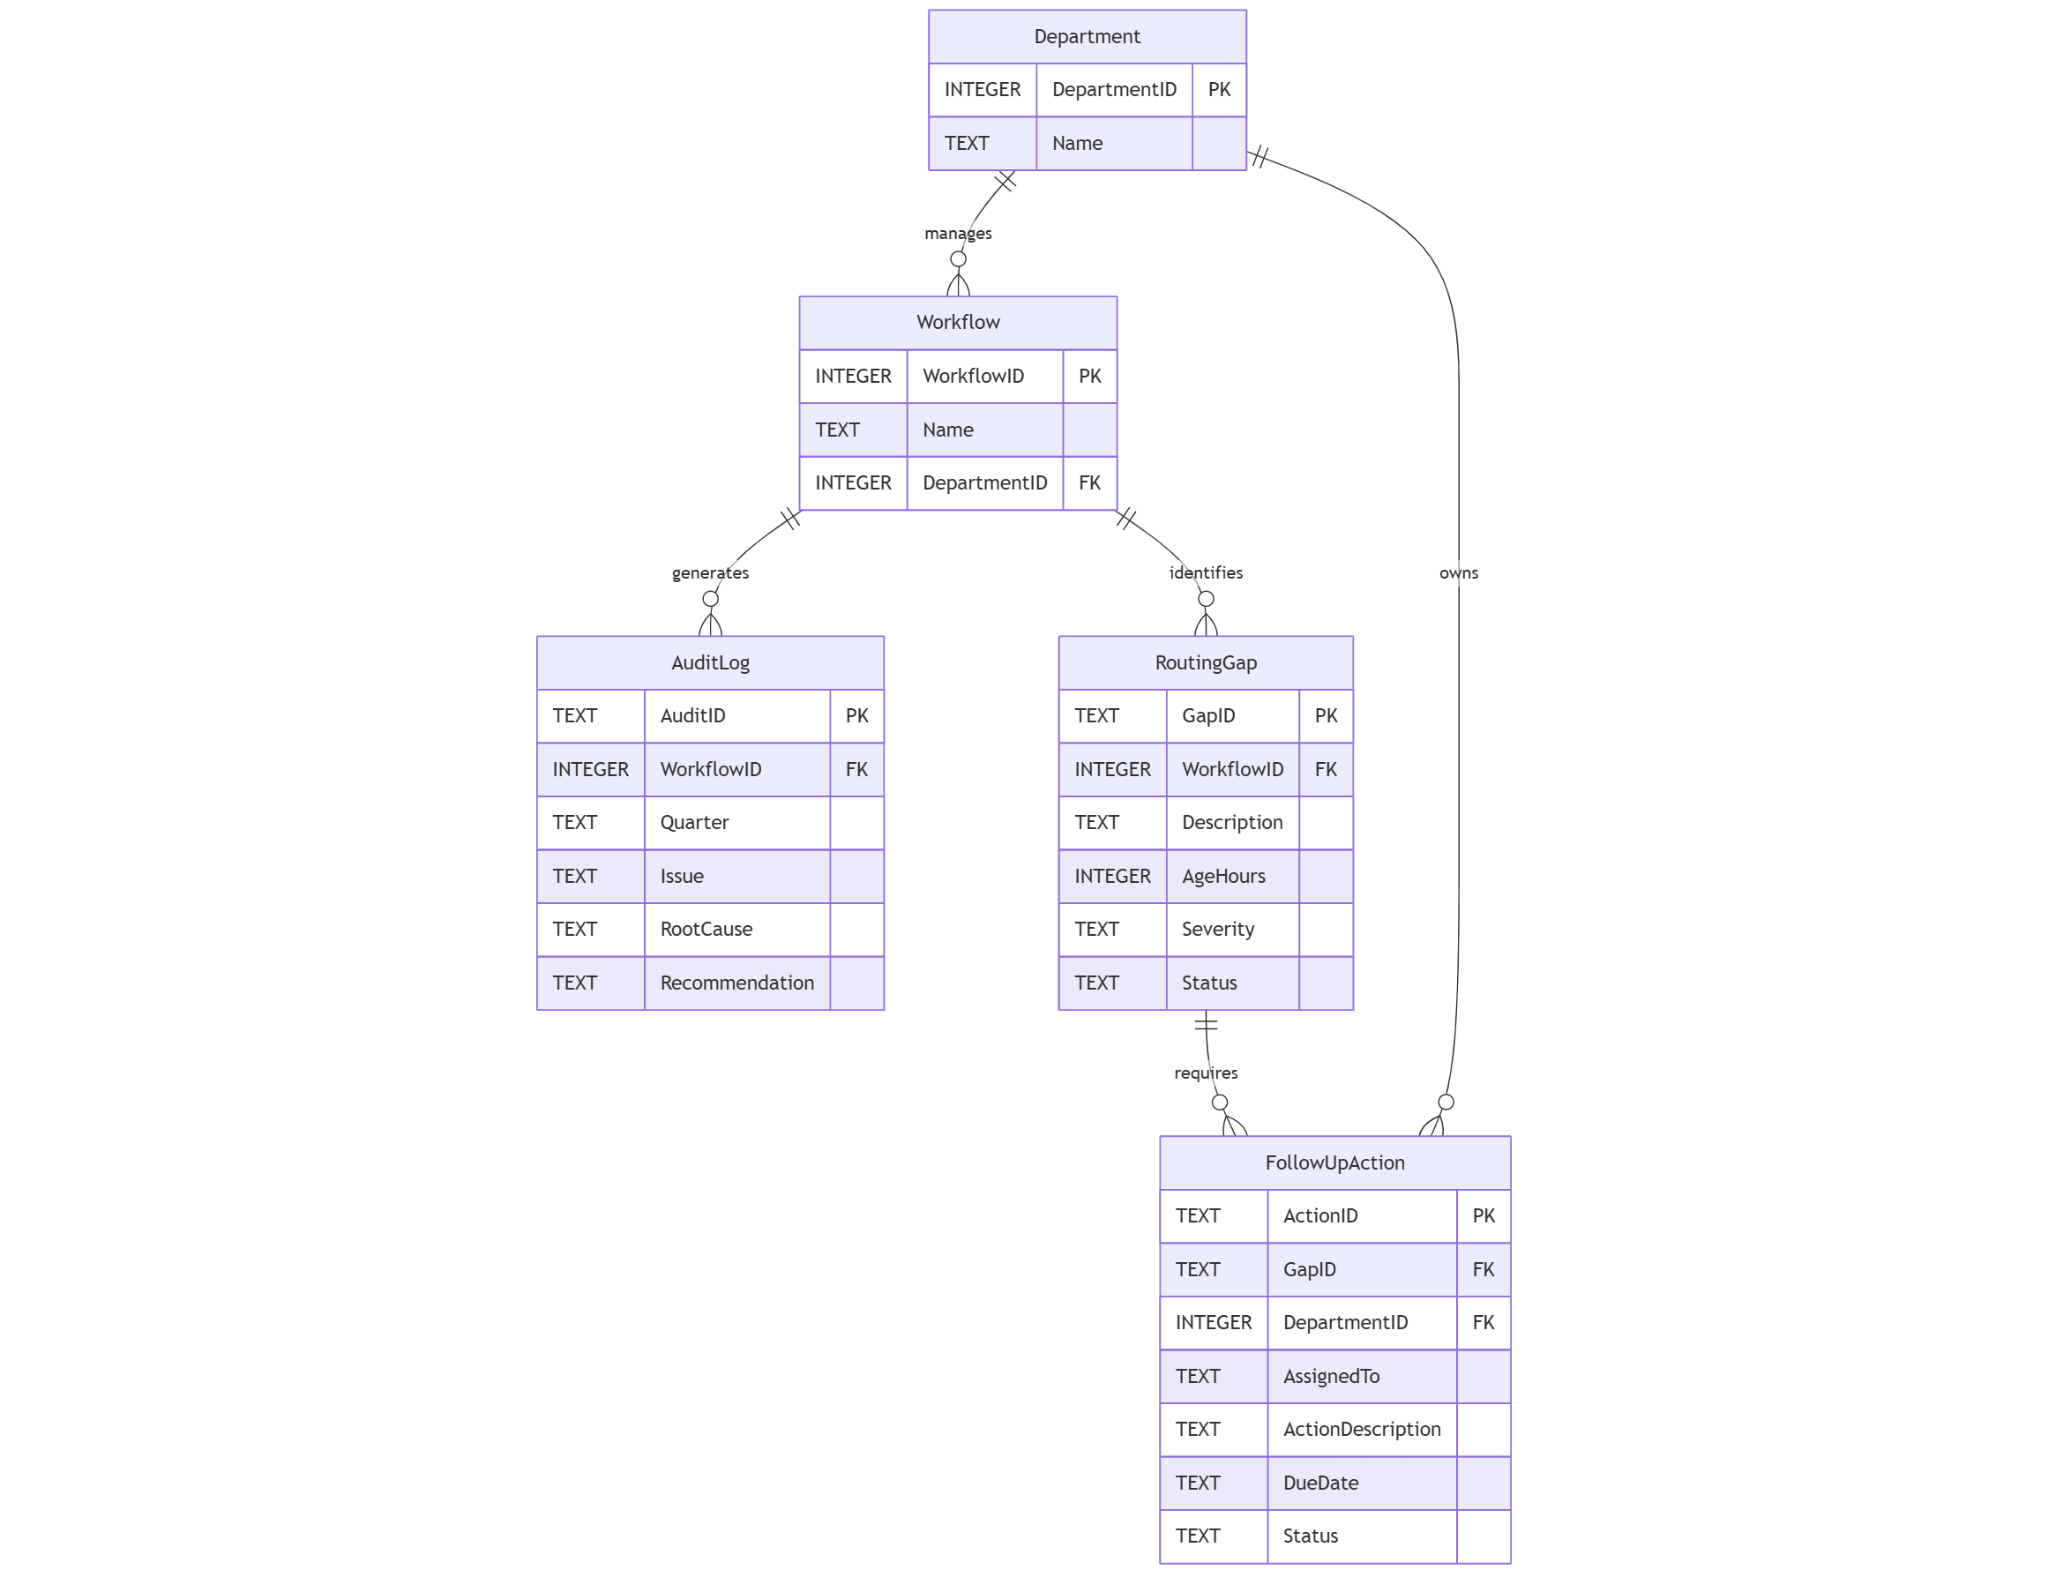 Department
INTEGER DepartmentID PK
TEXT Name
manages
Workflow
INTEGER WorkflowID PK
TEXT Name
INTEGER DepartmentID FK
generates
identifies
owns
AuditLog
TEXT AuditID PK
INTEGER WorkflowID FK
TEXT Quarter
TEXT Issue
TEXT RootCause
TEXT Recommendation
RoutingGap
TEXT GapID PK
INTEGER WorkflowID FK
TEXT Description
INTEGER AgeHours
TEXT Severity
TEXT Status
requires
FollowUpAction
TEXT ActionID PK
TEXT GapID FK
INTEGER DepartmentID FK
TEXT AssignedTo
TEXT ActionDescription
TEXT DueDate
TEXT Status